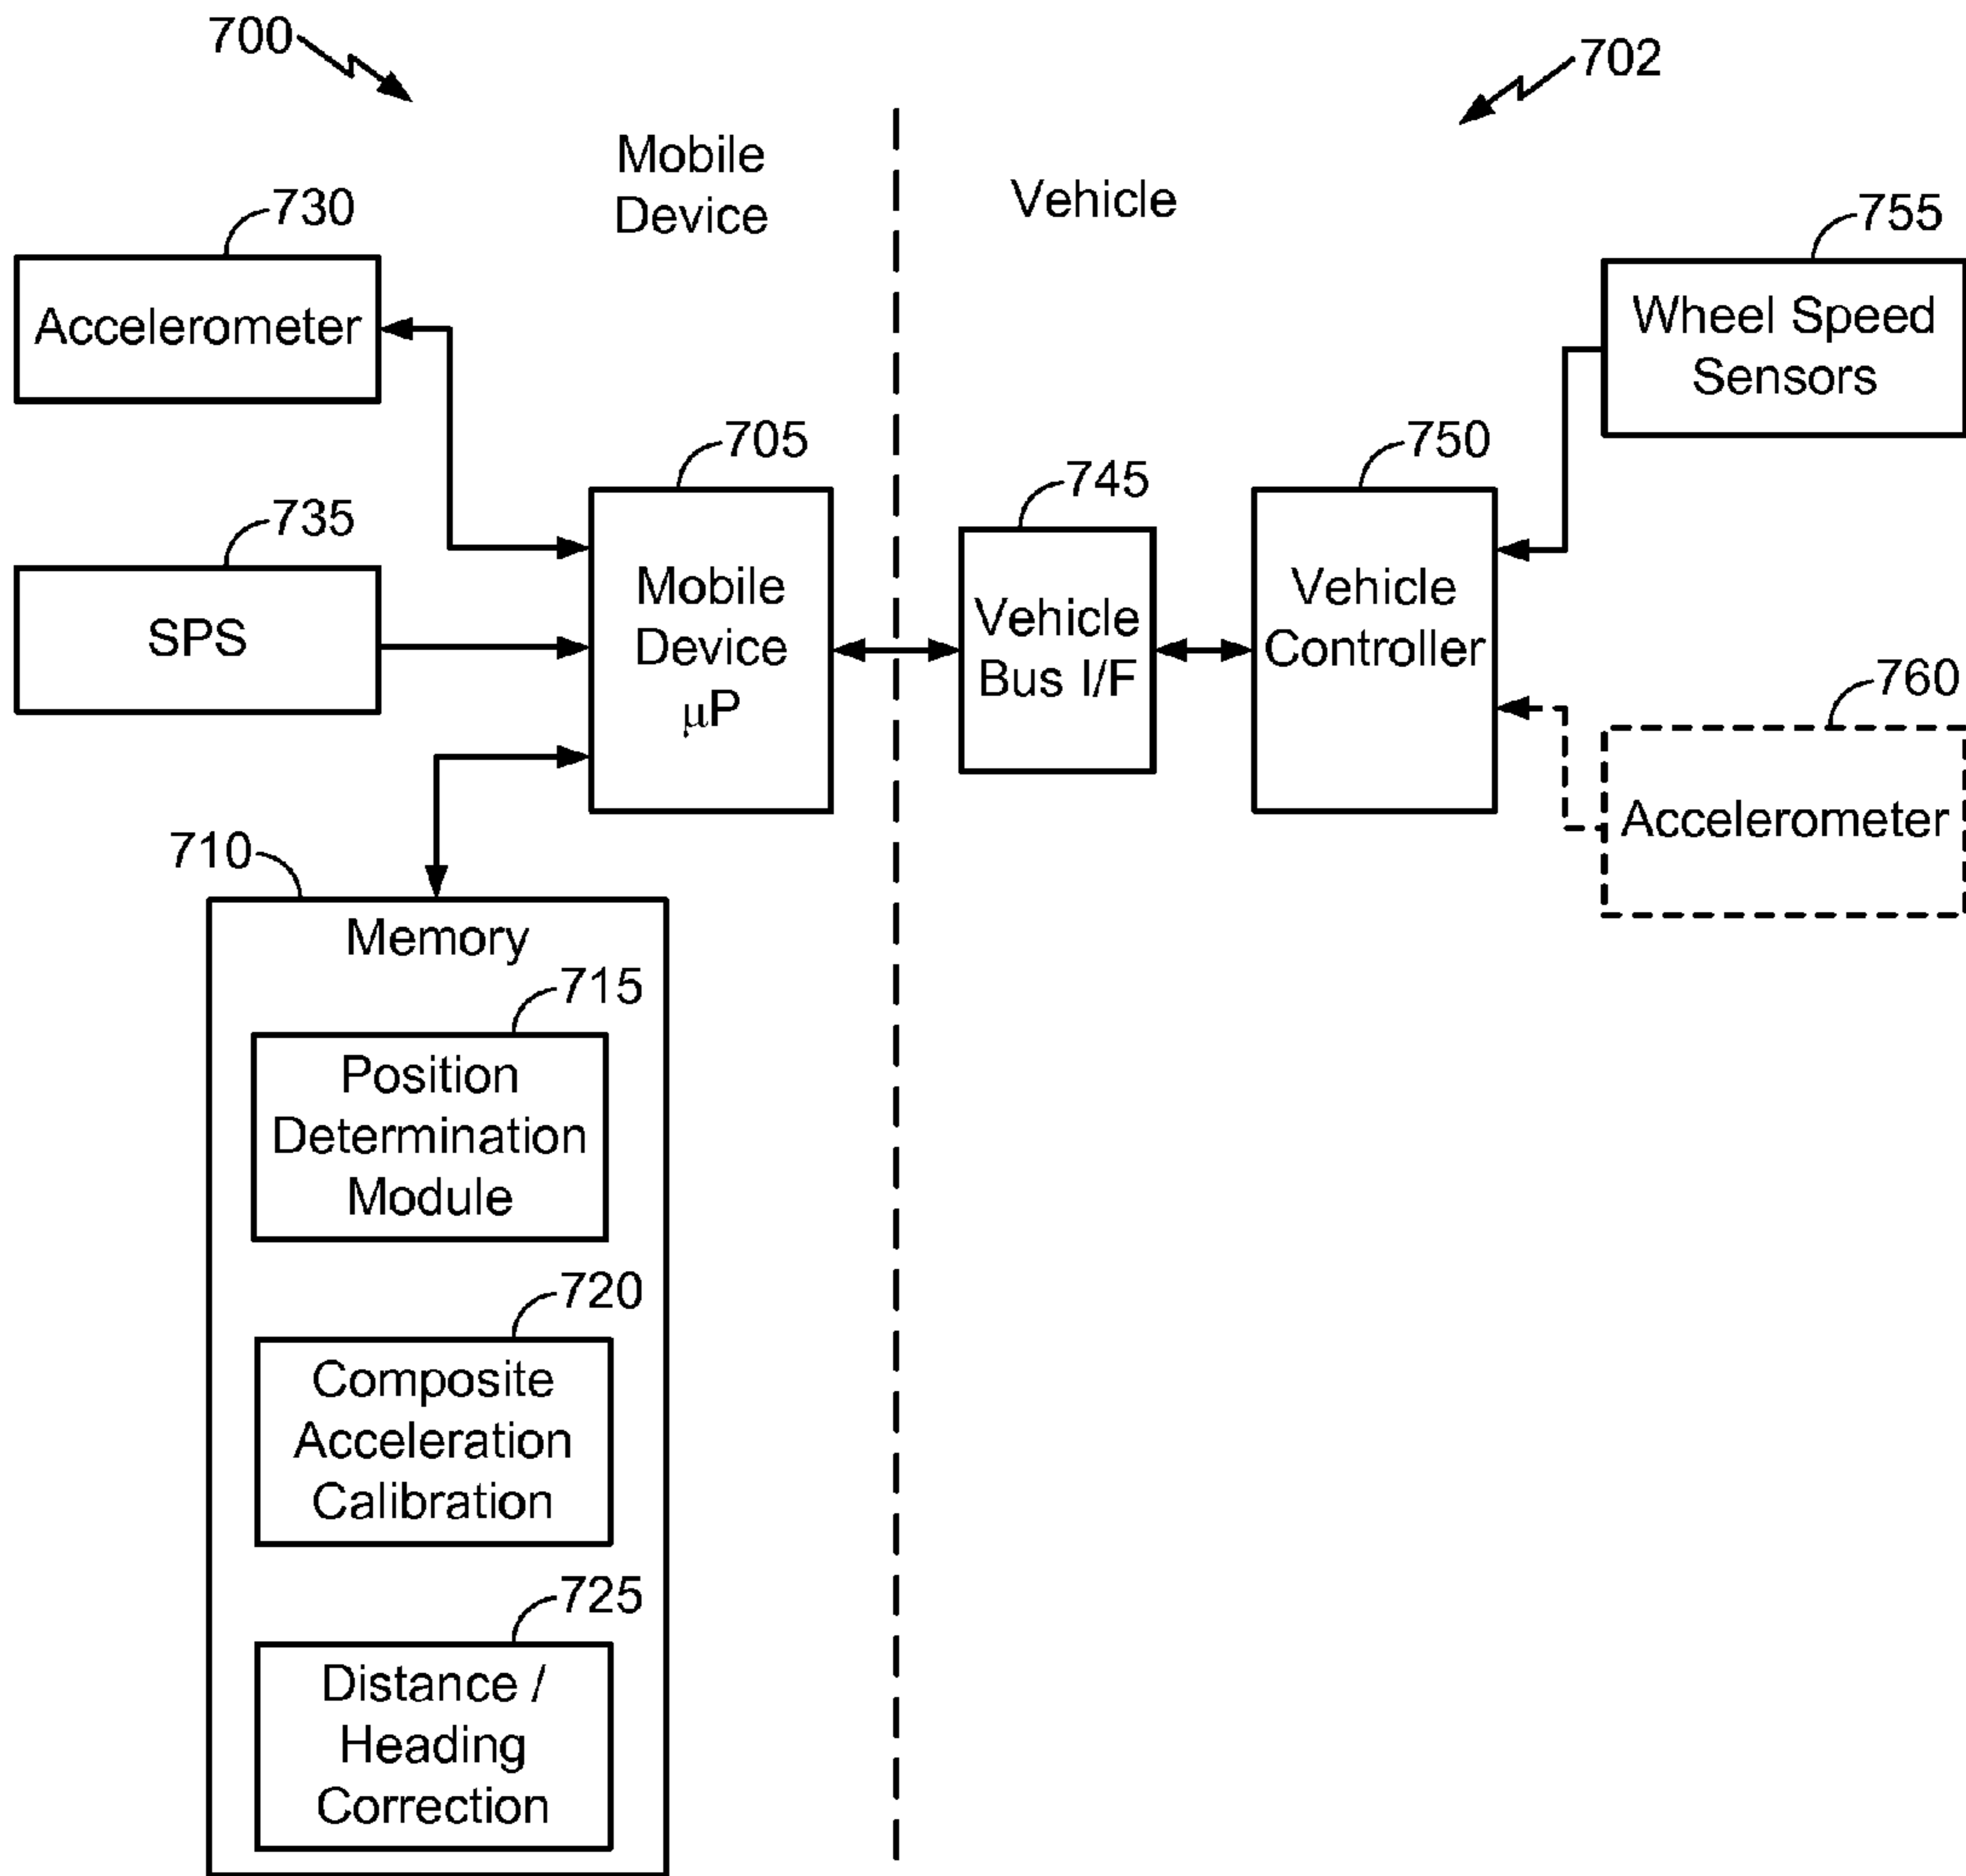 700
702
Mobile
Device
Vehicle
730
Accelerometer
755
Wheel Speed
Sensors
735
SPS
705
Mobile
Device
μP
745
Vehicle
Bus I/F
750
Vehicle
Controller
760
Accelerometer
710
Memory
715
Position
Determination
Module
720
Composite
Acceleration
Calibration
725
Distance /
Heading
Correction